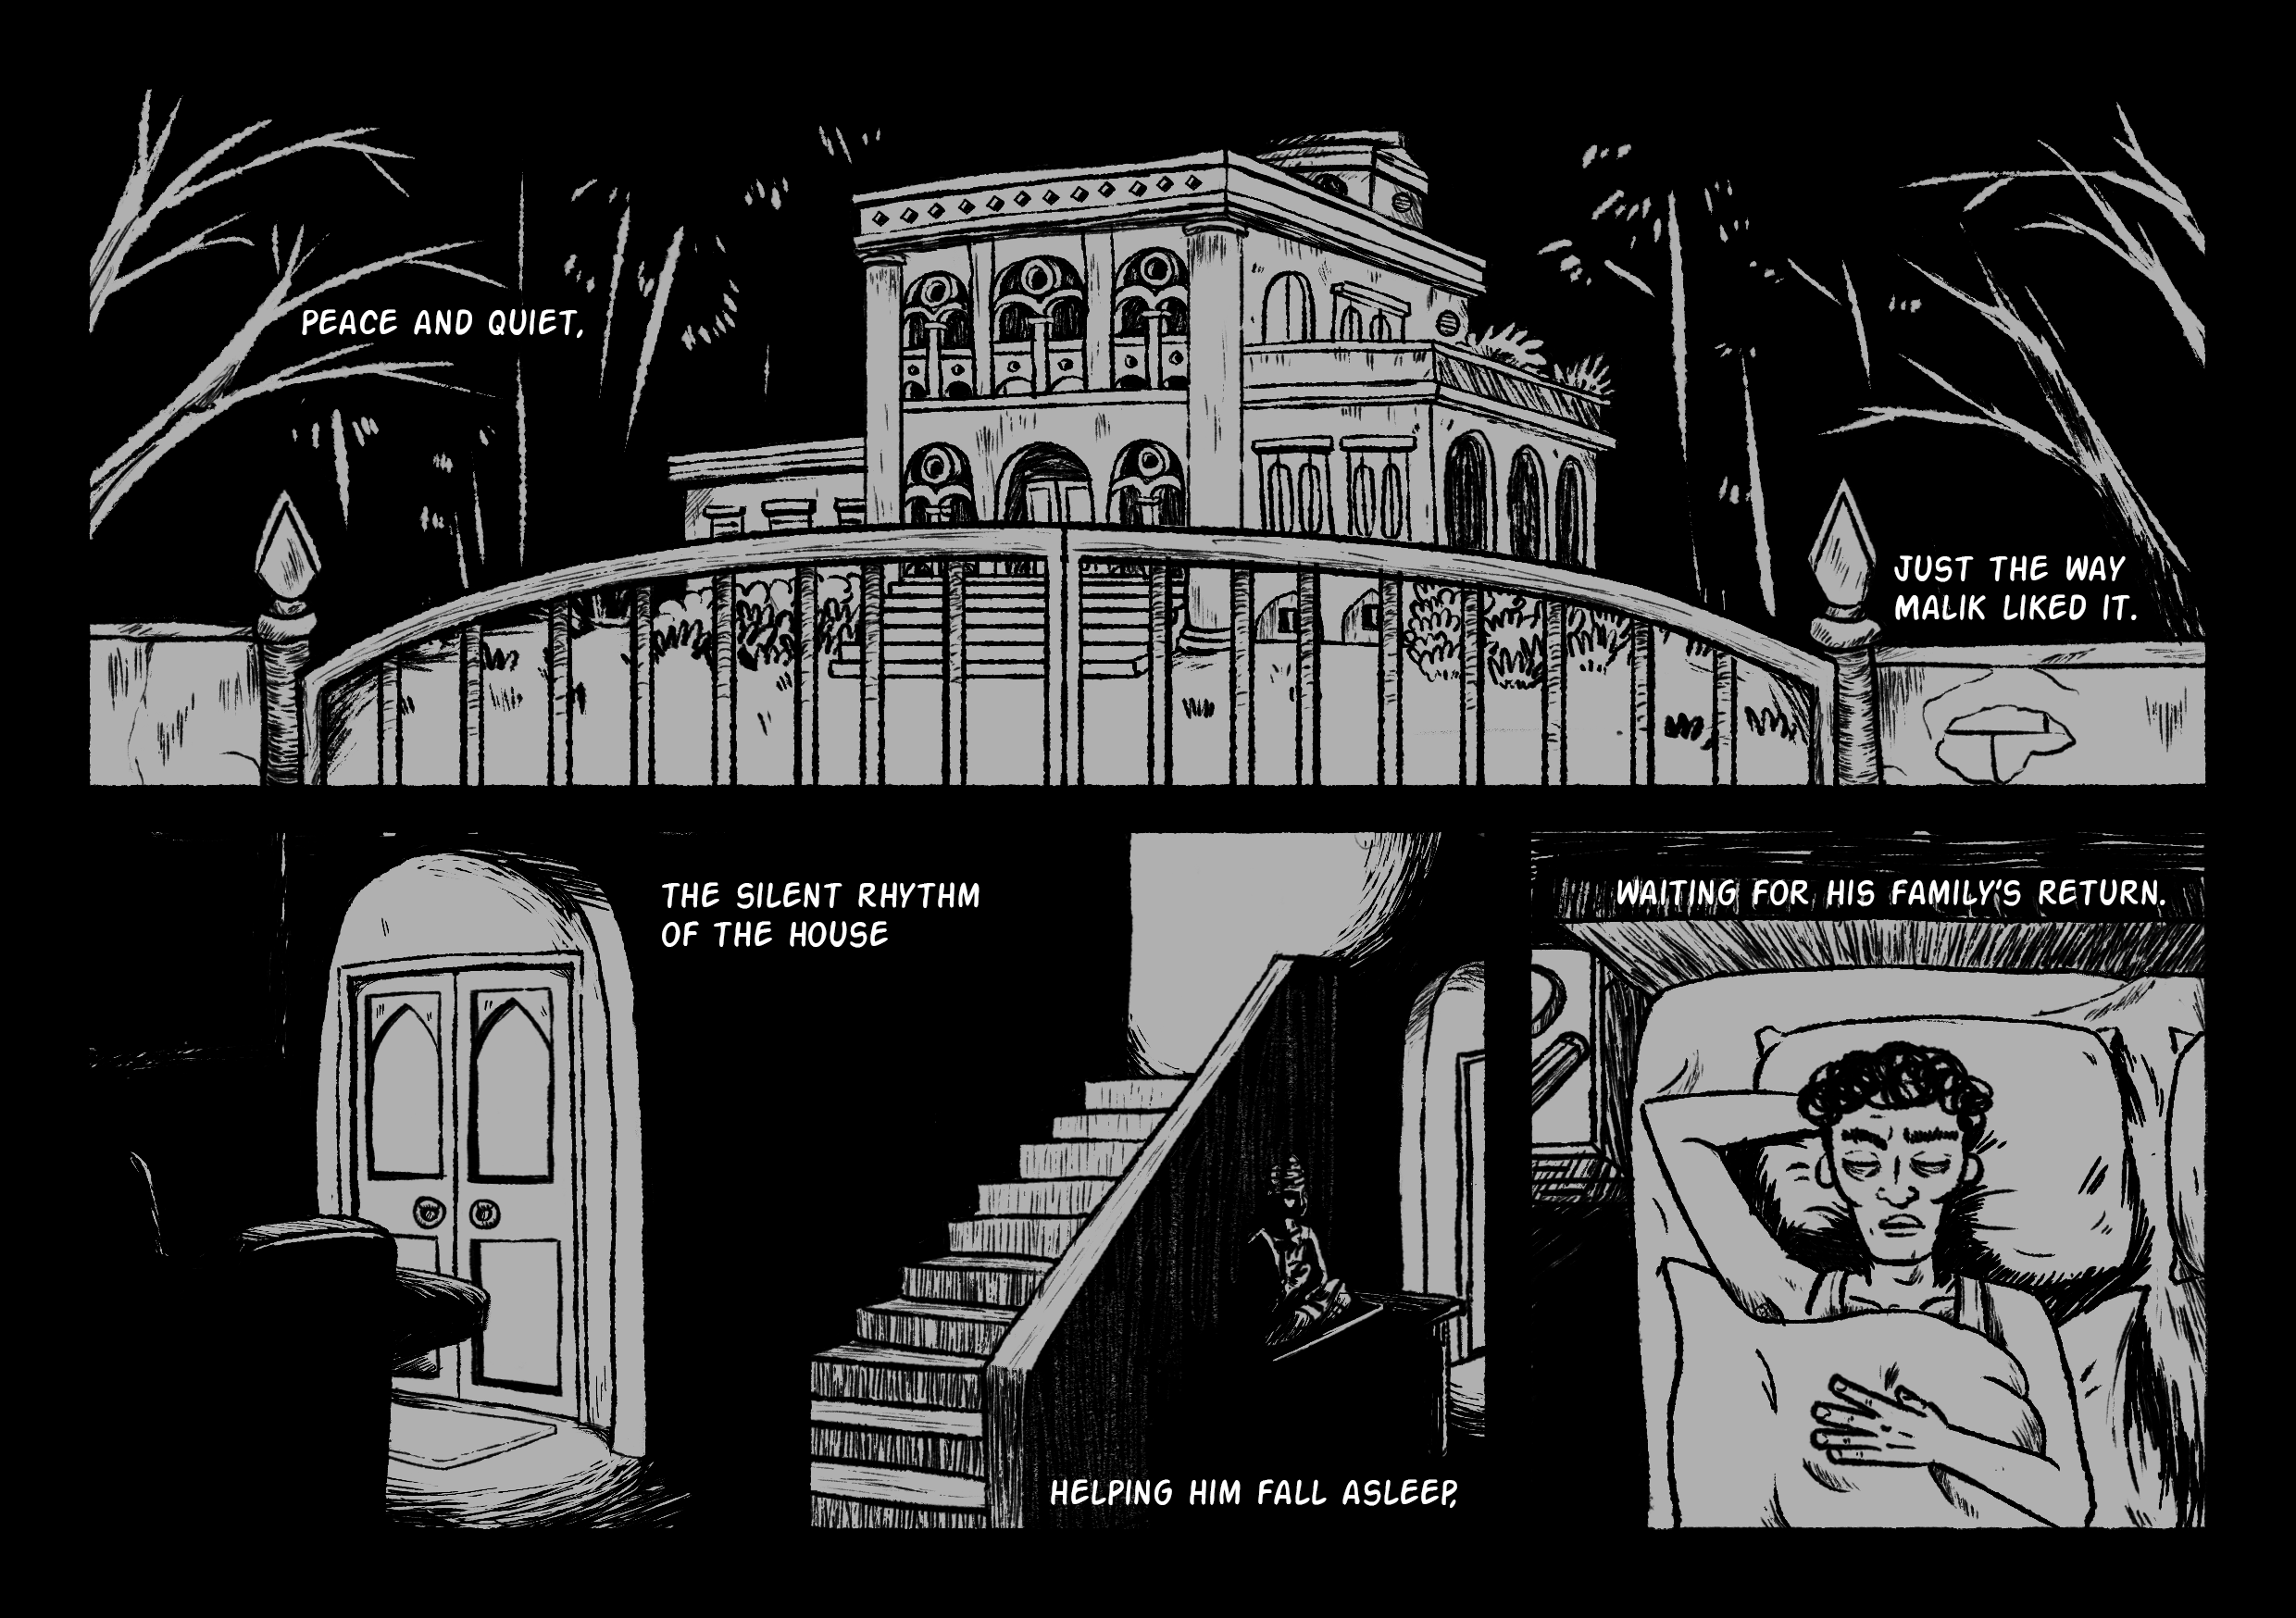 PEACE AND QUIET,
JUST THE WAY
MALIK LIKED IT.
THE SILENT RHYTHM
OF THE HOUSE
HELPING HIM FALL ASLEEP,
WAITING FOR HIS FAMILY'S RETURN.